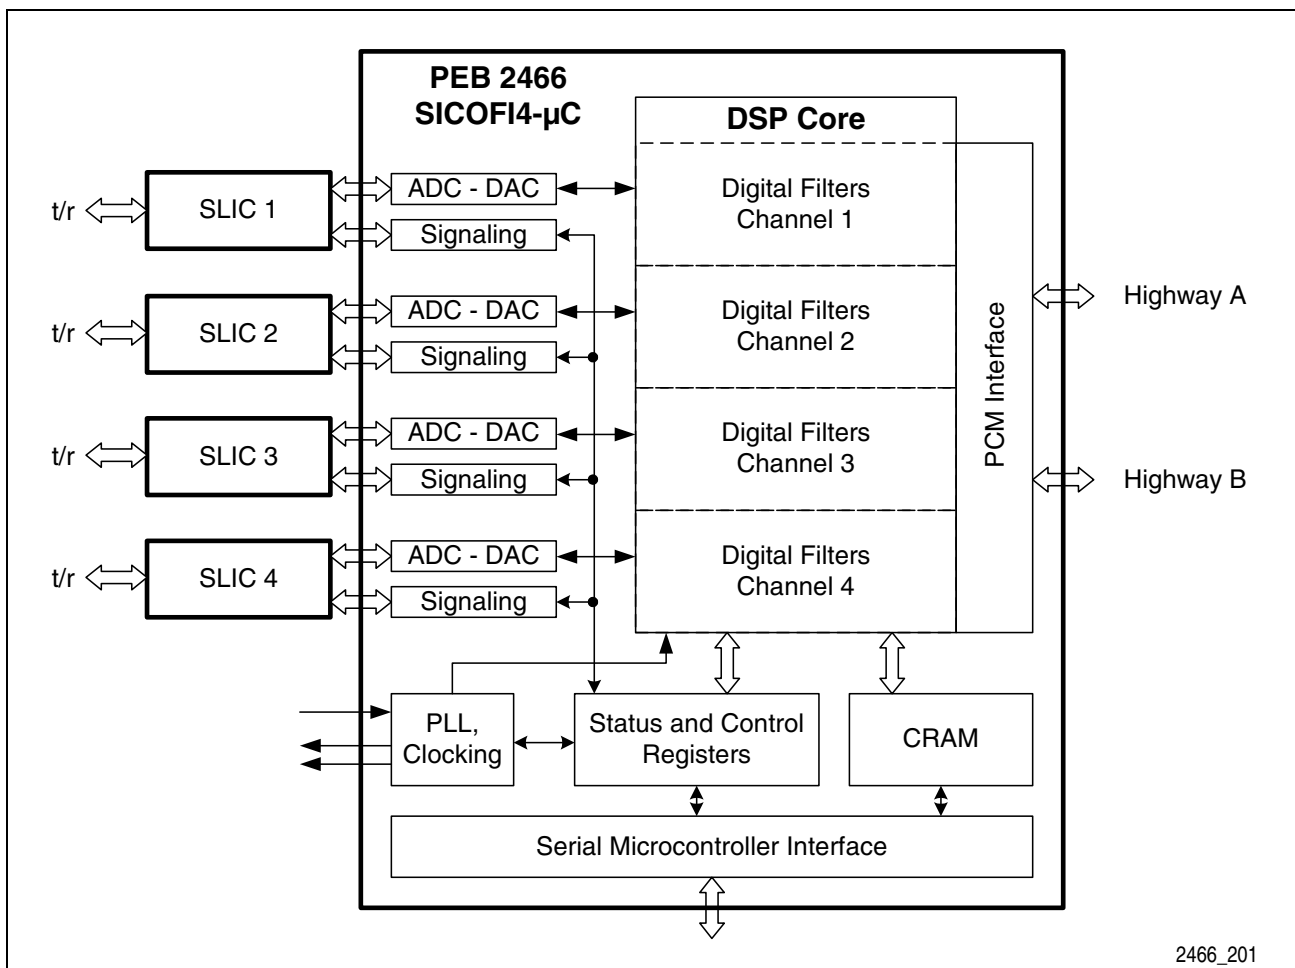 PEB 2466
SICOFI4-µC
DSP Core
SLIC 1
t/r
ADC - DAC
Signaling
Digital Filters
Channel 1
SLIC 2
t/r
ADC - DAC
Signaling
Digital Filters
Channel 2
SLIC 3
t/r
ADC - DAC
Signaling
Digital Filters
Channel 3
SLIC 4
t/r
ADC - DAC
Signaling
Digital Filters
Channel 4
PCM Interface
Highway A
Highway B
PLL,
Clocking
Status and Control
Registers
CRAM
Serial Microcontroller Interface
2466_201